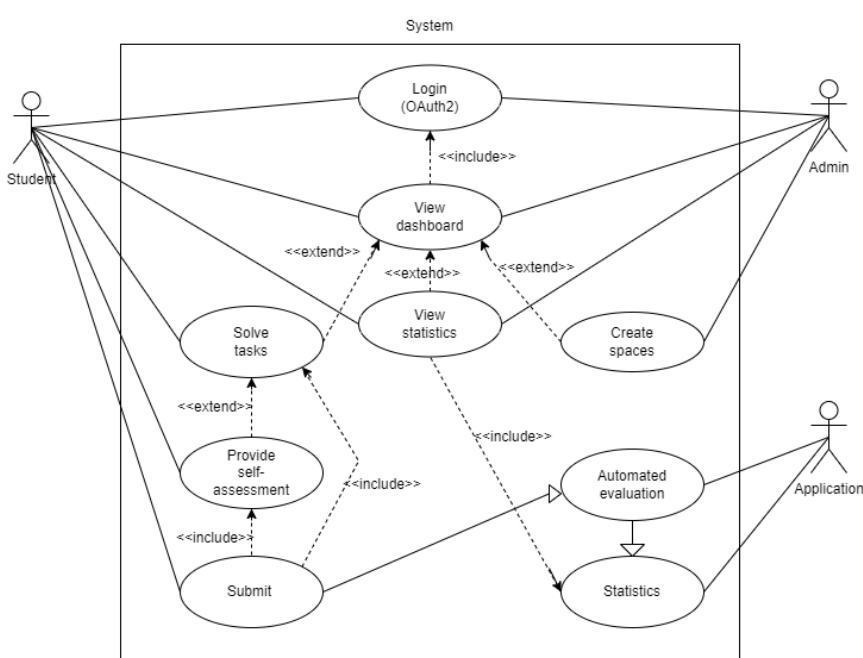 System
Login
(OAuth2)
<<include>>
Student
Admin
View
dashboard
<<extend>>
<<extend>>
<<extend>>
View
statistics
Solve
tasks
Create
spaces
<<extend>>
<<include>>
Provide
self-
assessment
<<include>>
Automated
evaluation
Application
<<include>>
Submit
Statistics